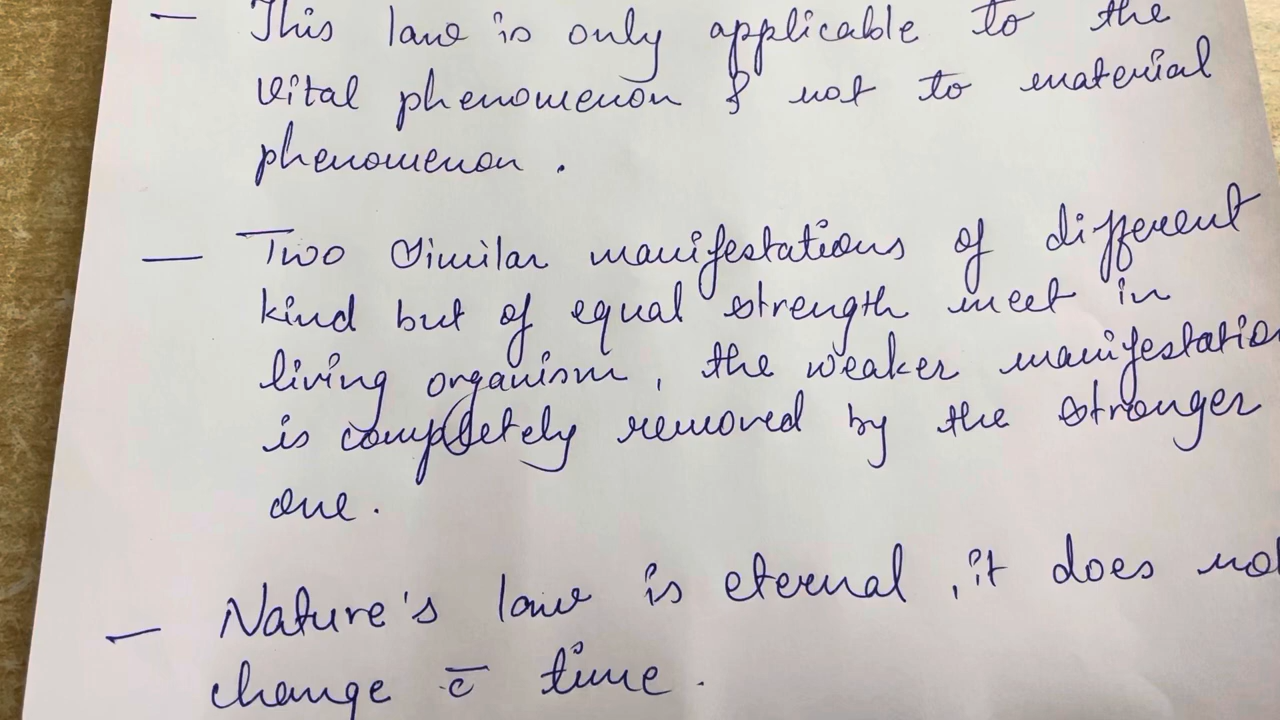 — This law is only applicable to the
vital phenomenon & not to material
phenomenon.
— Two similar manifestations of different
kind but of equal strength meet in
living organism, the weaker manifestation
is completely removed by the stronger
one.
— Nature's law is eternal, it does not
change c̄ time.